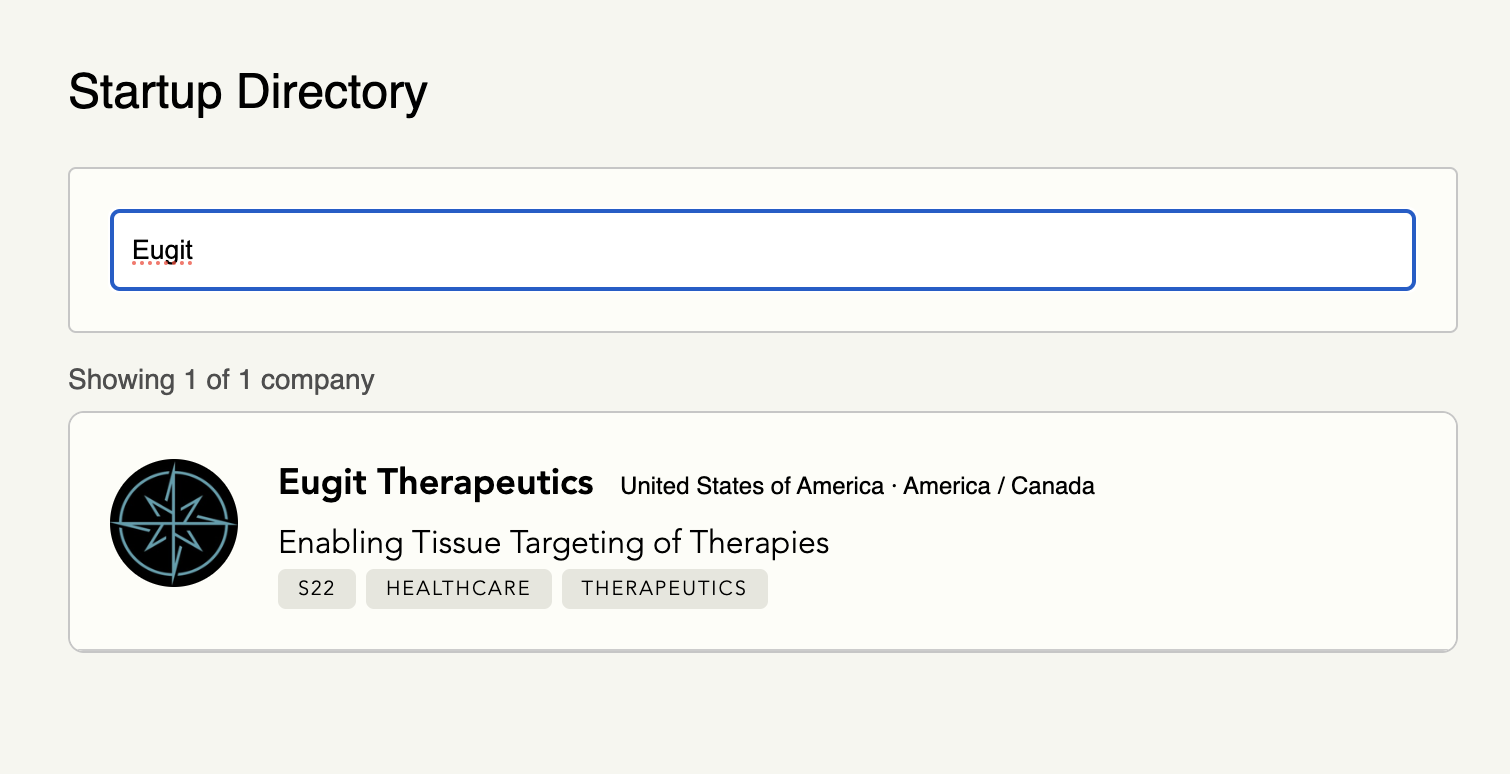 Startup Directory
Eugit
Showing 1 of 1 company
Eugit Therapeutics United States of America · America / Canada
Enabling Tissue Targeting of Therapies
S22 HEALTHCARE THERAPEUTICS